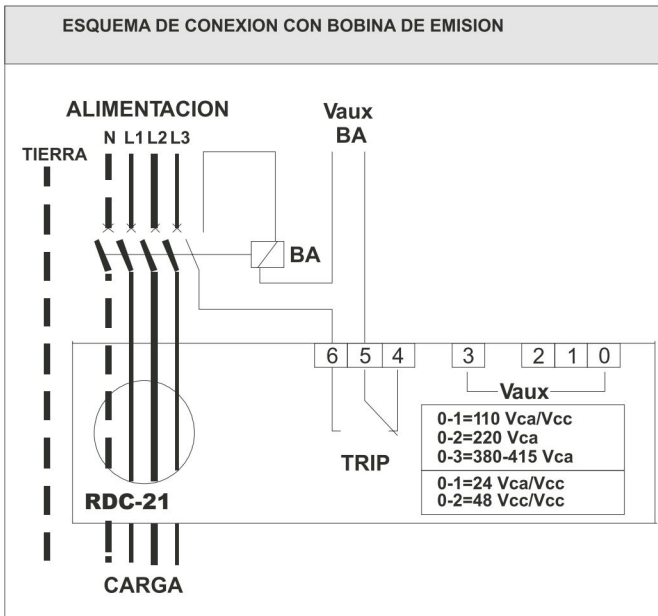 ESQUEMA DE CONEXION CON BOBINA DE EMISION
ALIMENTACION
N L1 L2 L3
TIERRA
Vaux
BA
BA
6 5 4 3 2 1 0
Vaux
0-1=110 Vca/Vcc
0-2=220 Vca
0-3=380-415 Vca
0-1=24 Vca/Vcc
0-2=48 Vcc/Vcc
TRIP
RDC-21
CARGA